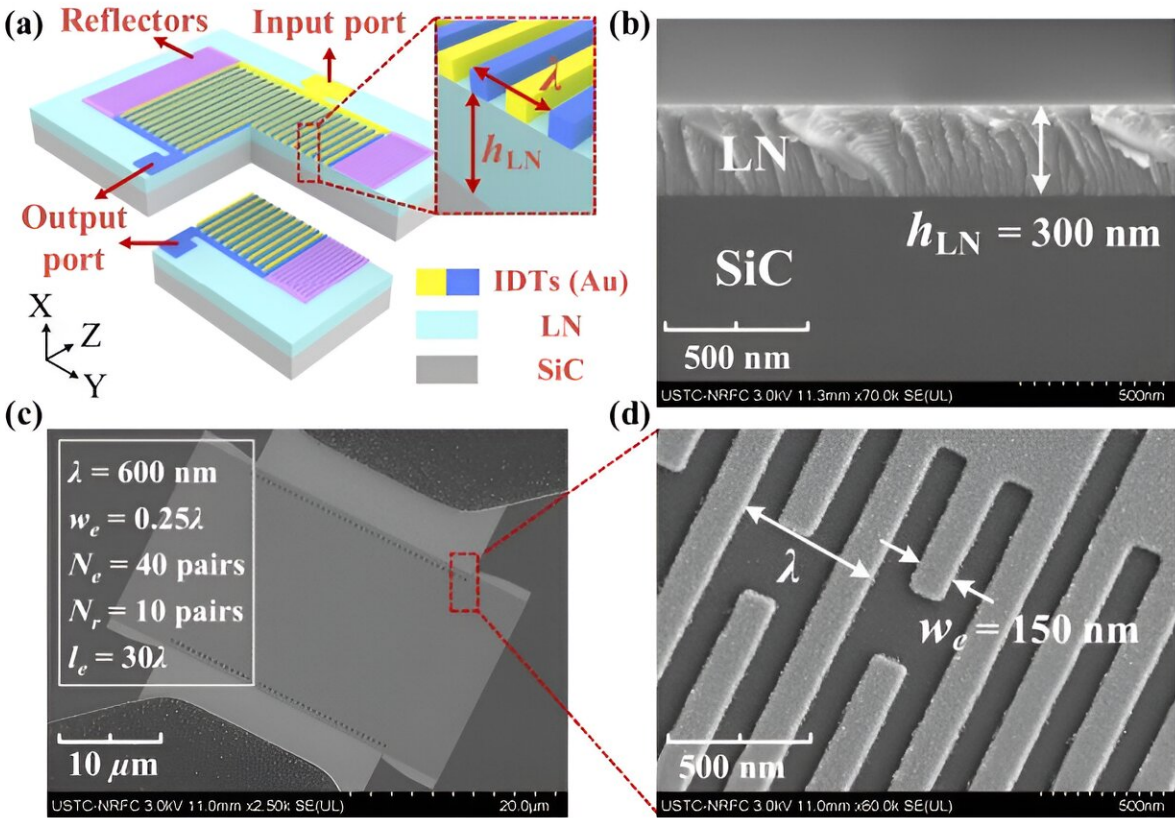 (a)
Reflectors
Input port
λ
hLN
Output
port
X
Z
Y
IDTs (Au)
LN
SiC
(b)
LN
hLN = 300 nm
SiC
500 nm
USTC-NRFC 3.0kV 11.3mm x70.0k SE(UL)
500nm
(c)
λ = 600 nm
we = 0.25λ
Ne = 40 pairs
Nr = 10 pairs
le = 30λ
10 μm
USTC-NRFC 3.0kV 11.0mm x2.50k SE(UL)
20.0μm
(d)
λ
we = 150 nm
500 nm
USTC-NRFC 3.0kV 11.0mm x60.0k SE(UL)
500nm